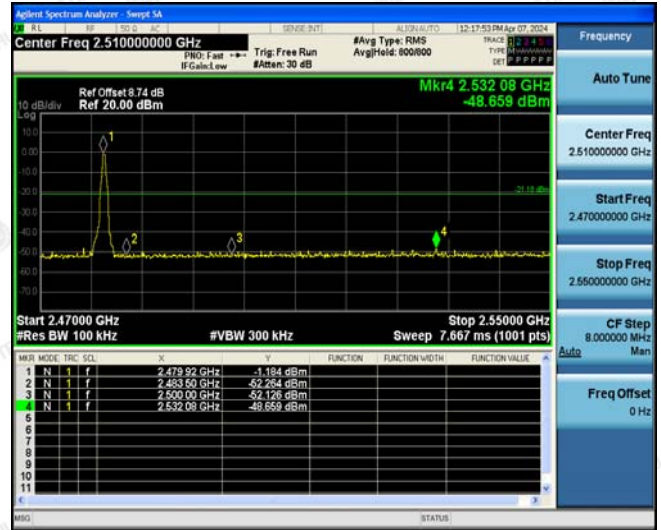 Agilent Spectrum Analyzer - Swept SA
RL RF 50 Ω AC SENSE:INT ALIGN AUTO 12:17:53 PM Apr 07, 2024
Center Freq 2.510000000 GHz
PNO: Fast
IFGain:Low
Trig: Free Run
#Atten: 30 dB
#Avg Type: RMS
Avg|Hold: 800/800
TRACE 1 2 3 4 5 6
TYPE
DET P P P P P P
Mkr4 2.532 08 GHz
-48.659 dBm
Ref Offset 8.74 dB
10 dB/div Ref 20.00 dBm
Log
10.0
0.00
-10.0
-20.0
-30.0
-40.0
-50.0
-60.0
-70.0
1
2
3
4
-21.18 dBm
Start 2.47000 GHz Stop 2.55000 GHz
#Res BW 100 kHz #VBW 300 kHz Sweep 7.667 ms (1001 pts)
MKR MODE TRC SCL X Y FUNCTION FUNCTION WIDTH FUNCTION VALUE
1 N 1 f 2.479 92 GHz -1.184 dBm
2 N 1 f 2.483 50 GHz -52.264 dBm
3 N 1 f 2.500 00 GHz -52.126 dBm
4 N 1 f 2.532 08 GHz -48.659 dBm
5
6
7
8
9
10
11
MSG STATUS
Frequency
Auto Tune
Center Freq
2.510000000 GHz
Start Freq
2.470000000 GHz
Stop Freq
2.550000000 GHz
CF Step
8.000000 MHz
Auto Man
Freq Offset
0 Hz